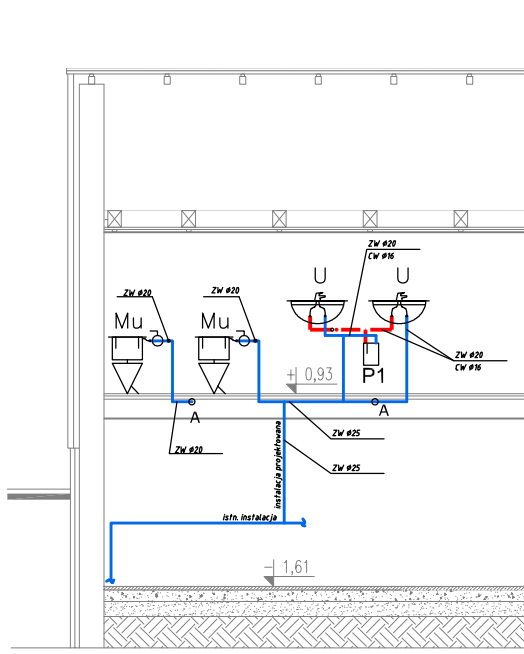 ZW Ø20
CW Ø16
U
U
ZW Ø20
ZW Ø20
Mu
Mu
ZW Ø20
CW Ø16
+ 0,93
P1
A
A
ZW Ø25
ZW Ø20
ZW Ø25
instalacja projektowana
istn. instalacja
- 1,61